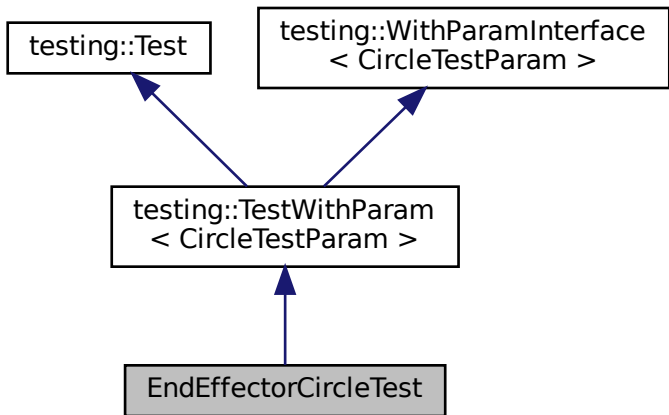 testing::Test
testing::WithParamInterface
< CircleTestParam >
testing::TestWithParam
< CircleTestParam >
EndEffectorCircleTest